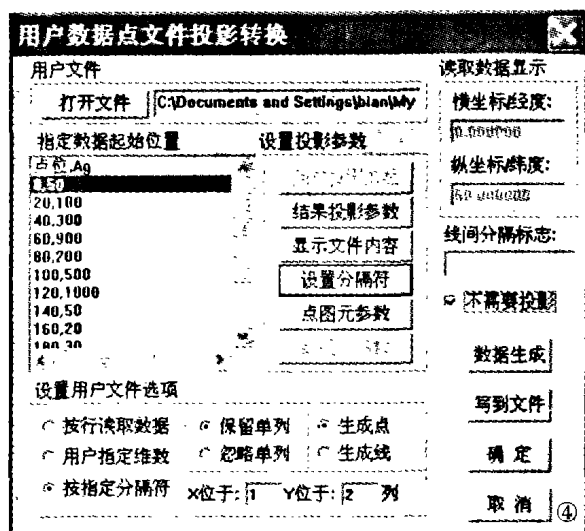 用户数据点文件投影转换
用户文件
打开文件 C:\Documents and Settings\bian\My
指定数据起始位置
,Ag
0,50
20,100
40,300
60,900
80,200
100,500
120,1000
140,50
160,20
180,30
设置投影参数
结果投影参数
显示文件内容
设置分隔符
点图元参数
读取数据显示
横坐标/经度:
0.000000
纵坐标/纬度:
50.000000
线间分隔标志:
不需要投影
数据生成
写到文件
确定
取消
设置用户文件选项
按行读取数据 保留单列 生成点
用户指定维数 忽略单列 生成线
按指定分隔符 X位于: 1 Y位于: 2 列
④